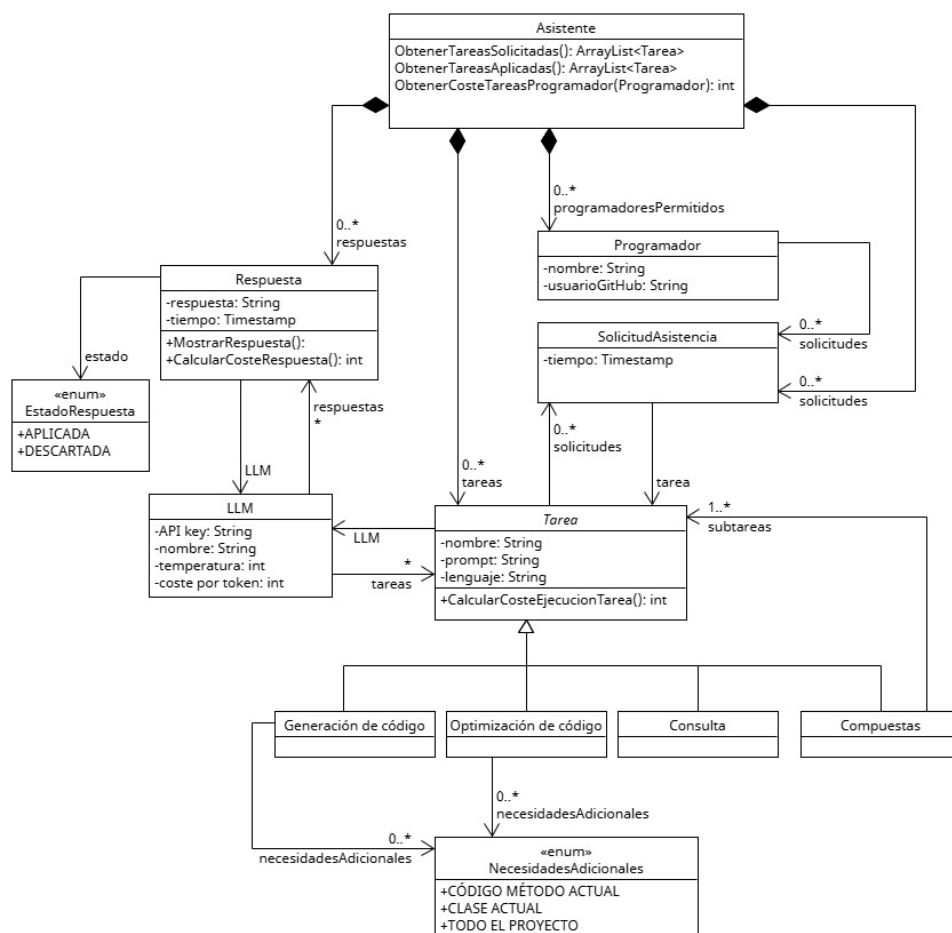 Asistente
ObtenerTareasSolicitadas(): ArrayList<Tarea>
ObtenerTareasAplicadas(): ArrayList<Tarea>
ObtenerCosteTareasProgramador(Programador): int
0..*
respuestas
0..*
programadoresPermitidos
Programador
-nombre: String
-usuarioGitHub: String
Respuesta
-respuesta: String
-tiempo: Timestamp
+MostrarRespuesta():
+CalcularCosteRespuesta(): int
0..*
solicitudes
SolicitudAsistencia
-tiempo: Timestamp
0..*
solicitudes
estado
«enum»
EstadoRespuesta
+APLICADA
+DESCARTADA
respuestas
*
0..*
solicitudes
LLM
0..*
tareas
tarea
LLM
-API key: String
-nombre: String
-temperatura: int
-coste por token: int
LLM
*
tareas
Tarea
-nombre: String
-prompt: String
-lenguaje: String
+CalcularCosteEjecucionTarea(): int
1..*
subtareas
Generación de código
Optimización de código
Consulta
Compuestas
0..*
necesidadesAdicionales
0..*
necesidadesAdicionales
«enum»
NecesidadesAdicionales
+CÓDIGO MÉTODO ACTUAL
+CLASE ACTUAL
+TODO EL PROYECTO